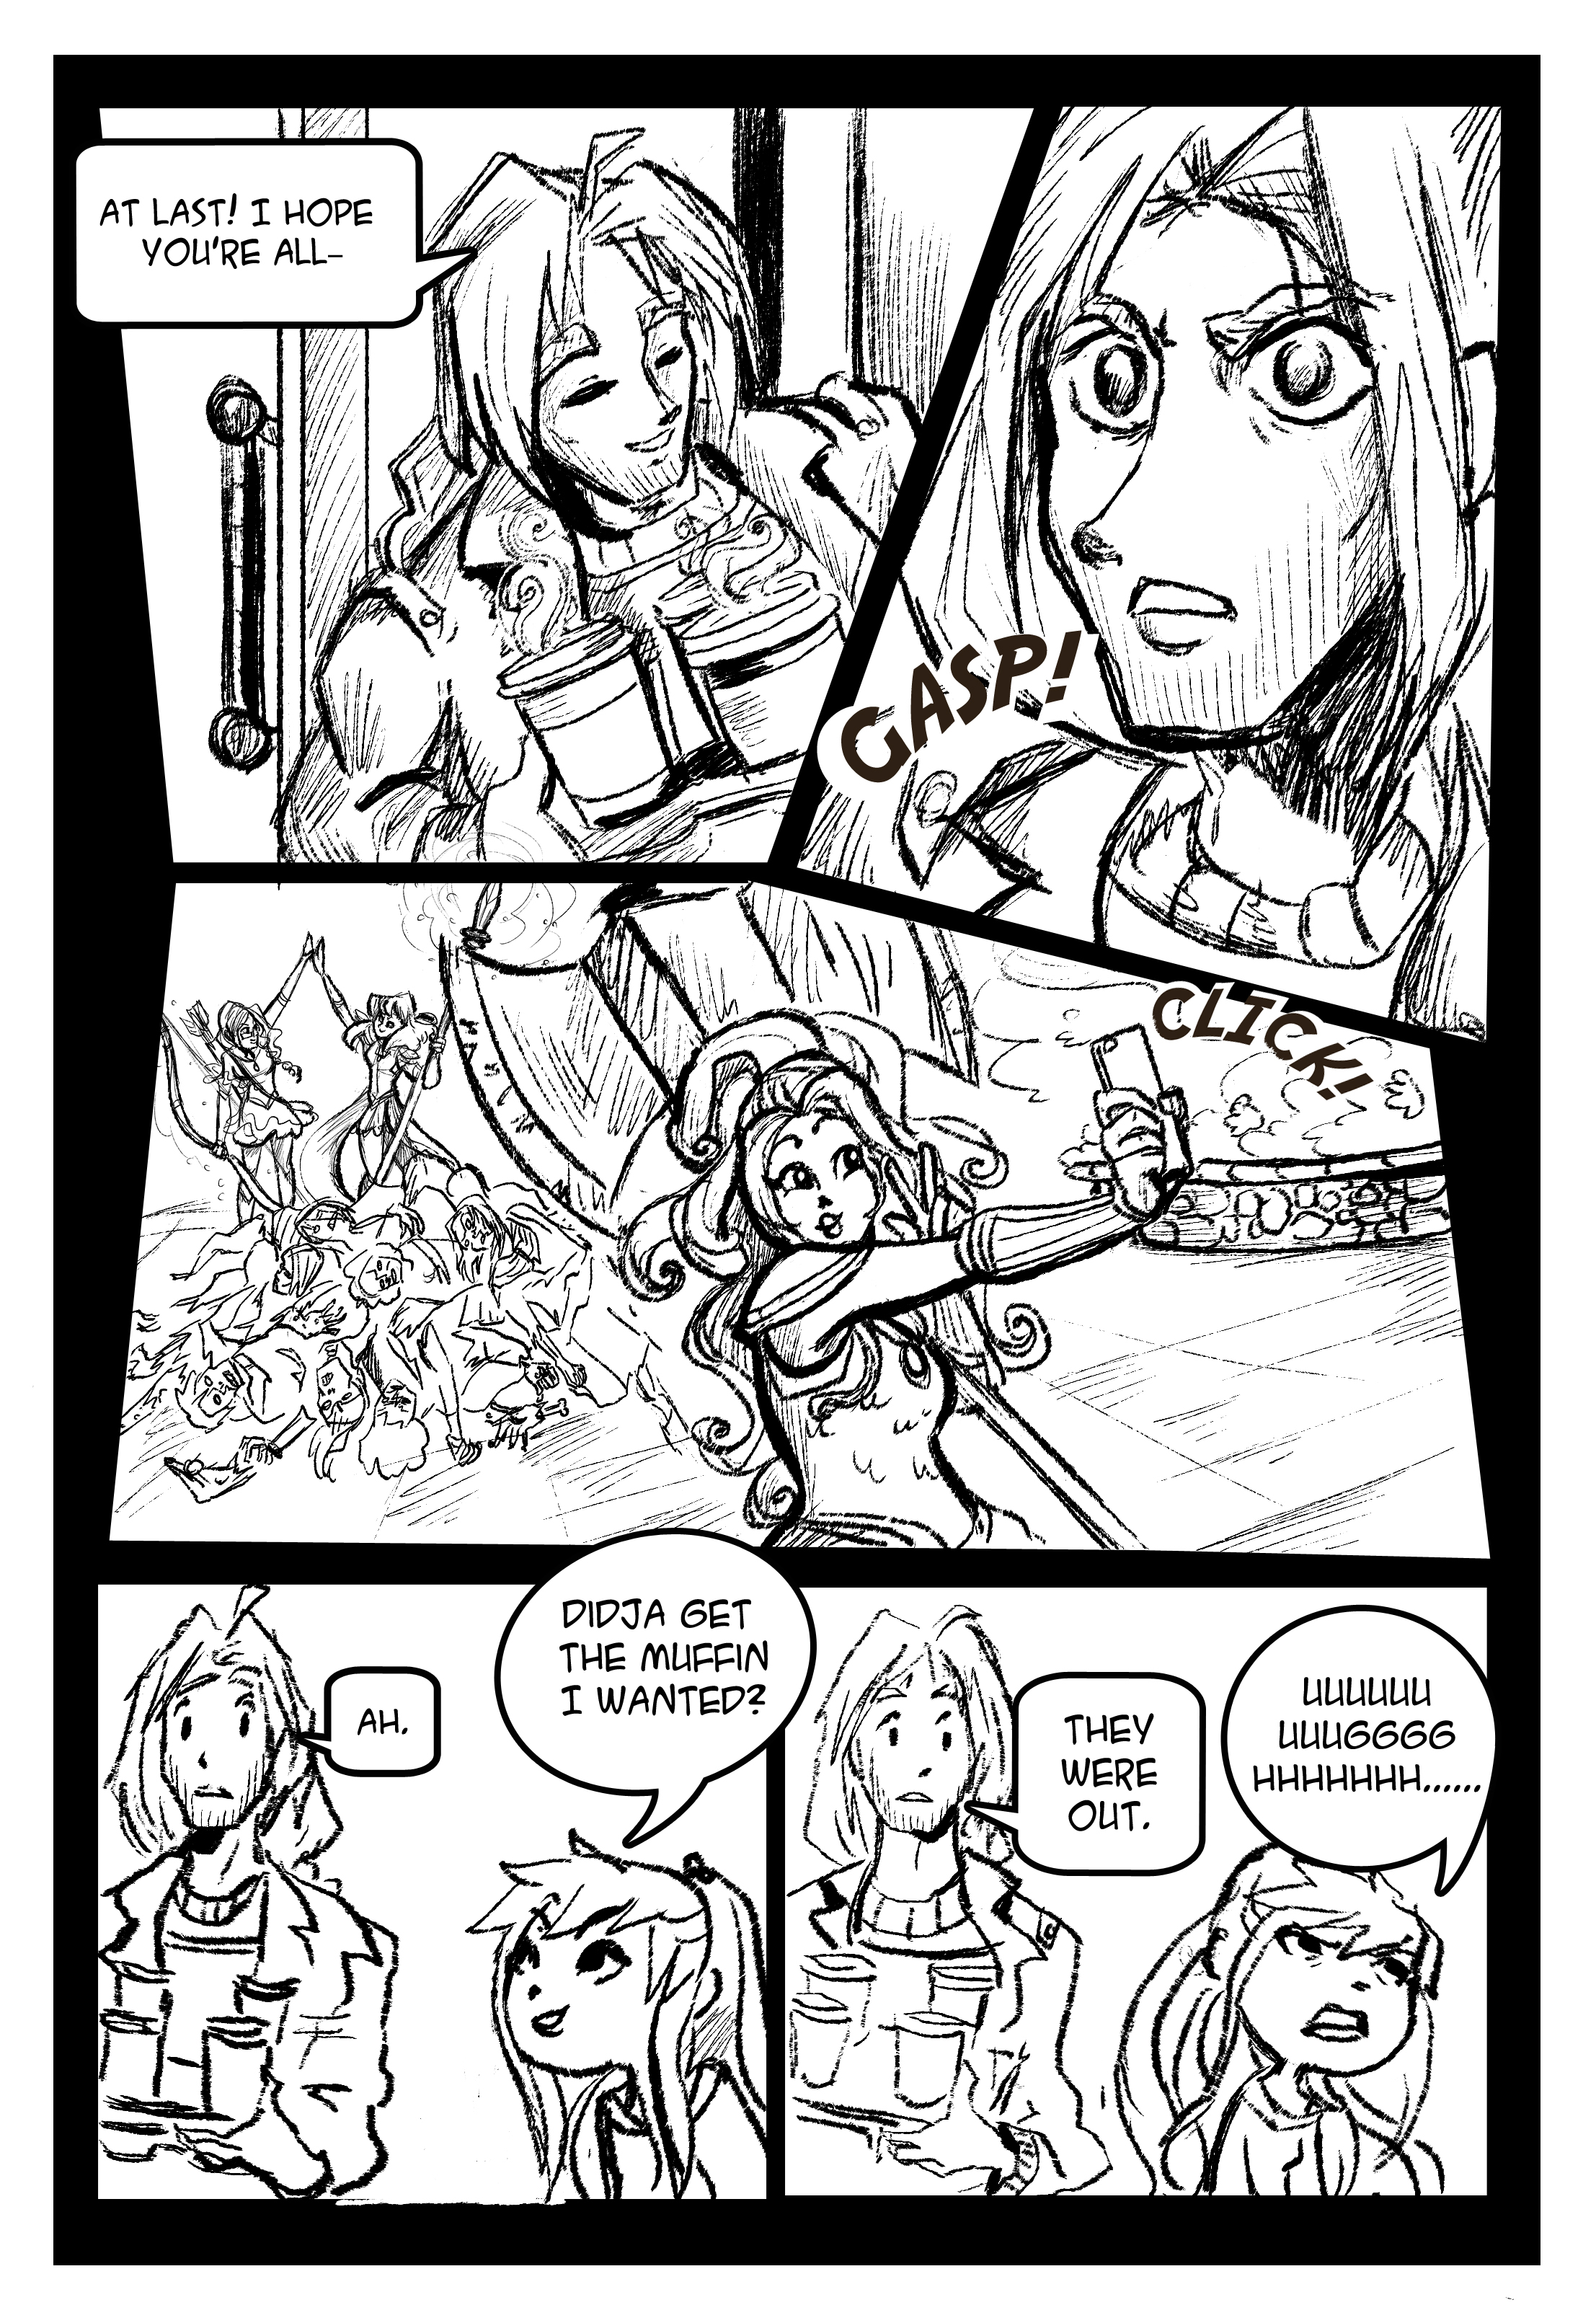 AT LAST! I HOPE
YOU'RE ALL-
GASP!
CLICK!
AH.
DIDJA GET
THE MUFFIN
I WANTED?
THEY
WERE
OUT.
UUUUUU
UUUGGGG
HHHHHHH......